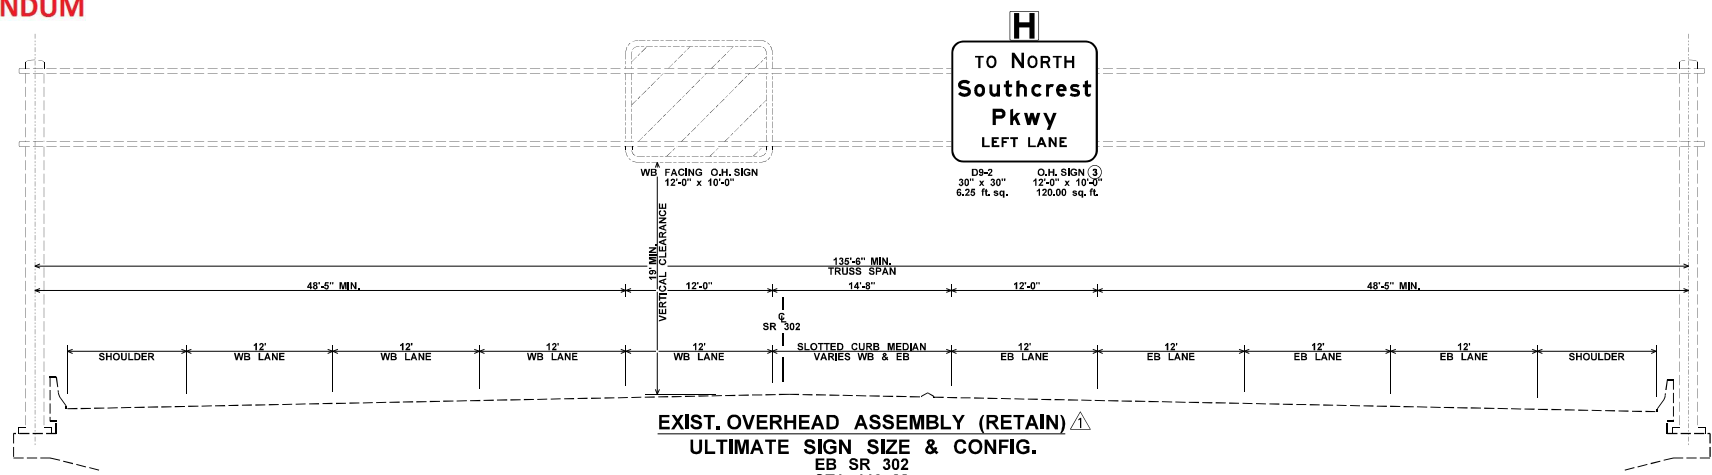 NDUM
H
TO NORTH
Southcrest
Pkwy
LEFT LANE
WB FACING O.H. SIGN
12'-0" x 10'-0"
D9-2
30" x 30"
6.25 ft. sq.
O.H. SIGN 3
12'-0" x 10'-0"
120.00 sq. ft.
19' MIN.
VERTICAL CLEARANCE
135'-6" MIN.
TRUSS SPAN
48'-5" MIN.
12'-0"
14'-8"
12'-0"
48'-5" MIN.
CL
SR 302
SHOULDER
12'
WB LANE
12'
WB LANE
12'
WB LANE
12'
WB LANE
SLOTTED CURB MEDIAN
VARIES WB & EB
12'
EB LANE
12'
EB LANE
12'
EB LANE
12'
EB LANE
SHOULDER
EXIST. OVERHEAD ASSEMBLY (RETAIN) 1
ULTIMATE SIGN SIZE & CONFIG.
EB SR 302